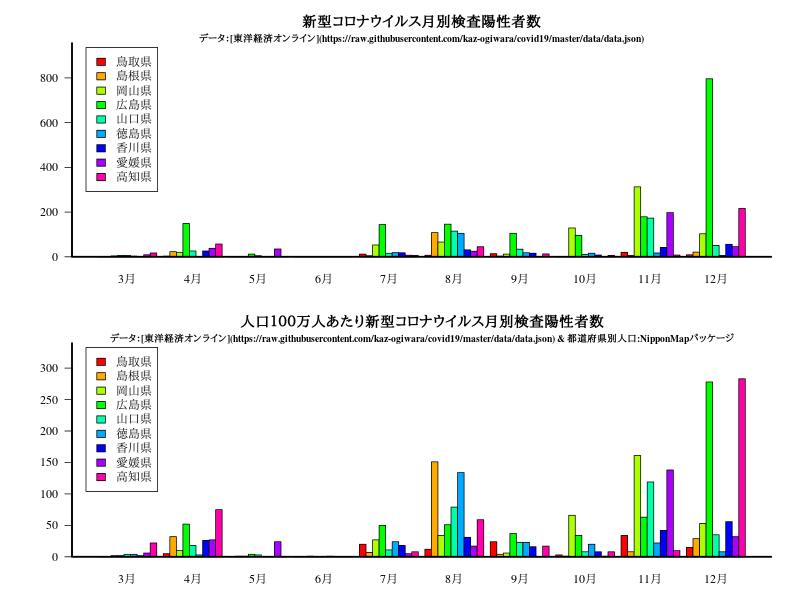 新型コロナウイルス月別検査陽性者数
データ:[東洋経済オンライン](https://raw.githubusercontent.com/kaz-ogiwara/covid19/master/data/data.json)
鳥取県
島根県
岡山県
広島県
山口県
徳島県
香川県
愛媛県
高知県
800
600
400
200
0
3月 4月 5月 6月 7月 8月 9月 10月 11月 12月
人口100万人あたり新型コロナウイルス月別検査陽性者数
データ:[東洋経済オンライン](https://raw.githubusercontent.com/kaz-ogiwara/covid19/master/data/data.json) & 都道府県別人口:NipponMapパッケージ
鳥取県
島根県
岡山県
広島県
山口県
徳島県
香川県
愛媛県
高知県
300
250
200
150
100
50
0
3月 4月 5月 6月 7月 8月 9月 10月 11月 12月